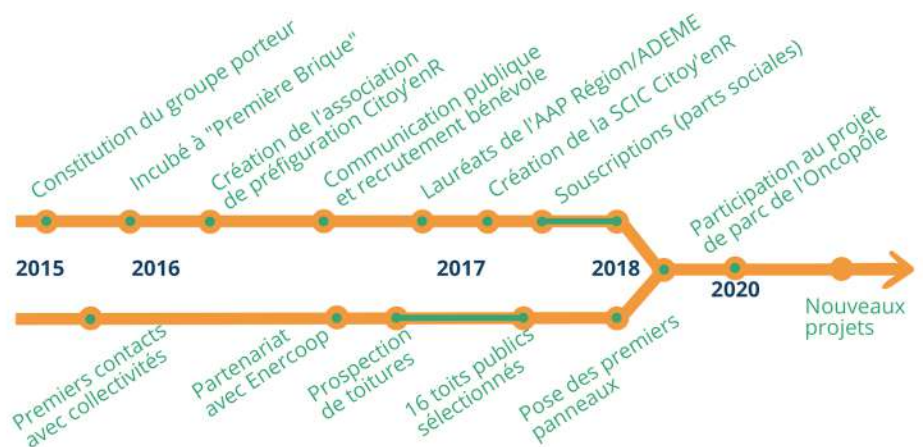 Constitution du groupe porteur
Incubé à "Première Brique"
Création de l'association
de préfiguration Citoy'enR
Communication publique
et recrutement bénévole
Lauréats de l'AAP Région/ADEME
Création de la SCIC Citoy'enR
Souscriptions (parts sociales)
Participation au projet
de parc de l'Oncopôle
2015
2016
2017
2018
2020
Nouveaux
projets
Premiers contacts
avec collectivités
Partenariat
avec Enercoop
Prospection
de toitures
16 toits publics
sélectionnés
Pose des premiers
panneaux